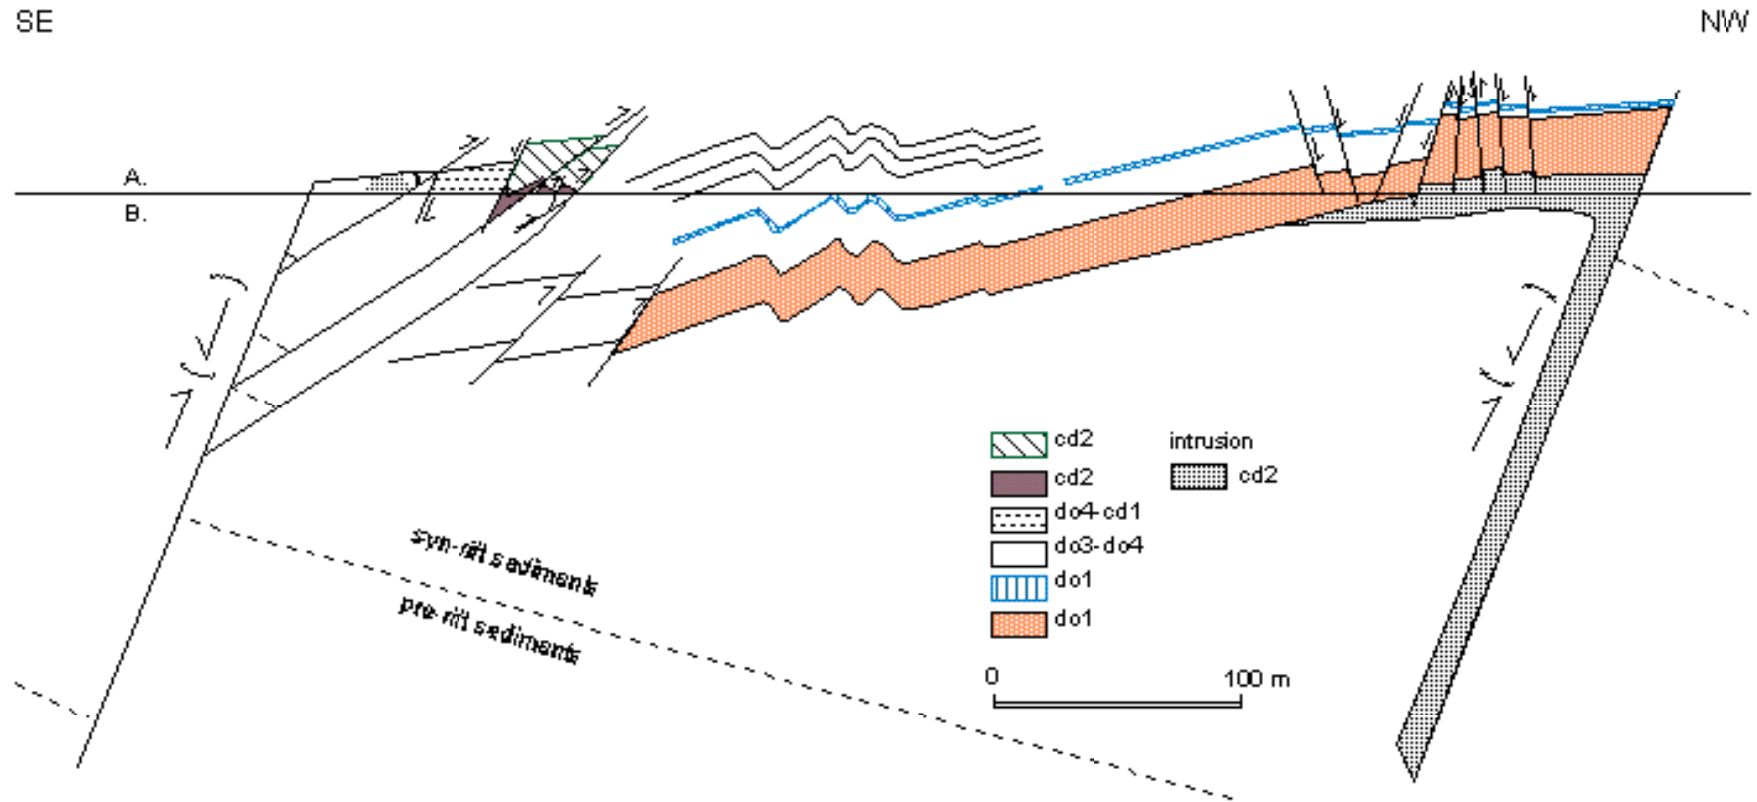 SE
NW
A.
B.
syn-rift sediments
pre-rift sediments
cd2
intrusion
cd2
cd2
do4-cd1
do3-do4
do1
do1
0
100 m